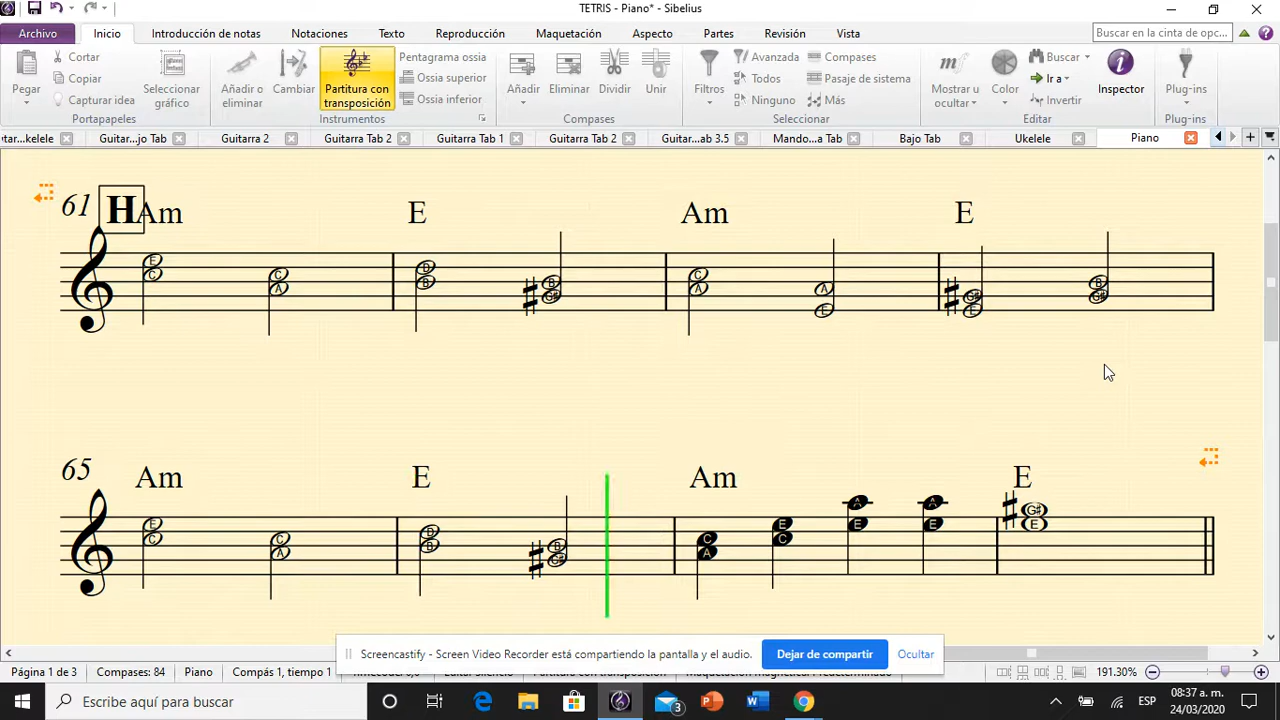 TETRIS - Piano* - Sibelius
Archivo Inicio Introducción de notas Notaciones Texto Reproducción Maquetación Aspecto Partes Revisión Vista Buscar en la cinta de opc...
Pegar Cortar Copiar Capturar idea Seleccionar gráfico Añadir o eliminar Cambiar Partitura con transposición Pentagrama ossia Ossia superior Ossia inferior Añadir Eliminar Dividir Unir Filtros Avanzada Todos Ninguno Compases Pasaje de sistema Más Mostrar u ocultar Color Buscar Ir a Invertir Inspector Plug-ins
Portapapeles Instrumentos Compases Seleccionar Editar Plug-ins
itarr...kelele Guitar...jo Tab Guitarra 2 Guitarra Tab 2 Guitarra Tab 1 Guitarra Tab 2 Guitar...ab 3.5 Mando...a Tab Bajo Tab Ukelele Piano
61 H Am E Am E
E C C A D B B G# C A A E G# E B G#
65 Am E Am E
E C C A D B B G# C A E C A E A E G# E
Screencastify - Screen Video Recorder está compartiendo la pantalla y el audio. Dejar de compartir Ocultar
Página 1 de 3 Compases: 84 Piano Compás 1, tiempo 1 191.30%
Escribe aquí para buscar 3 ESP 08:37 a. m.
24/03/2020